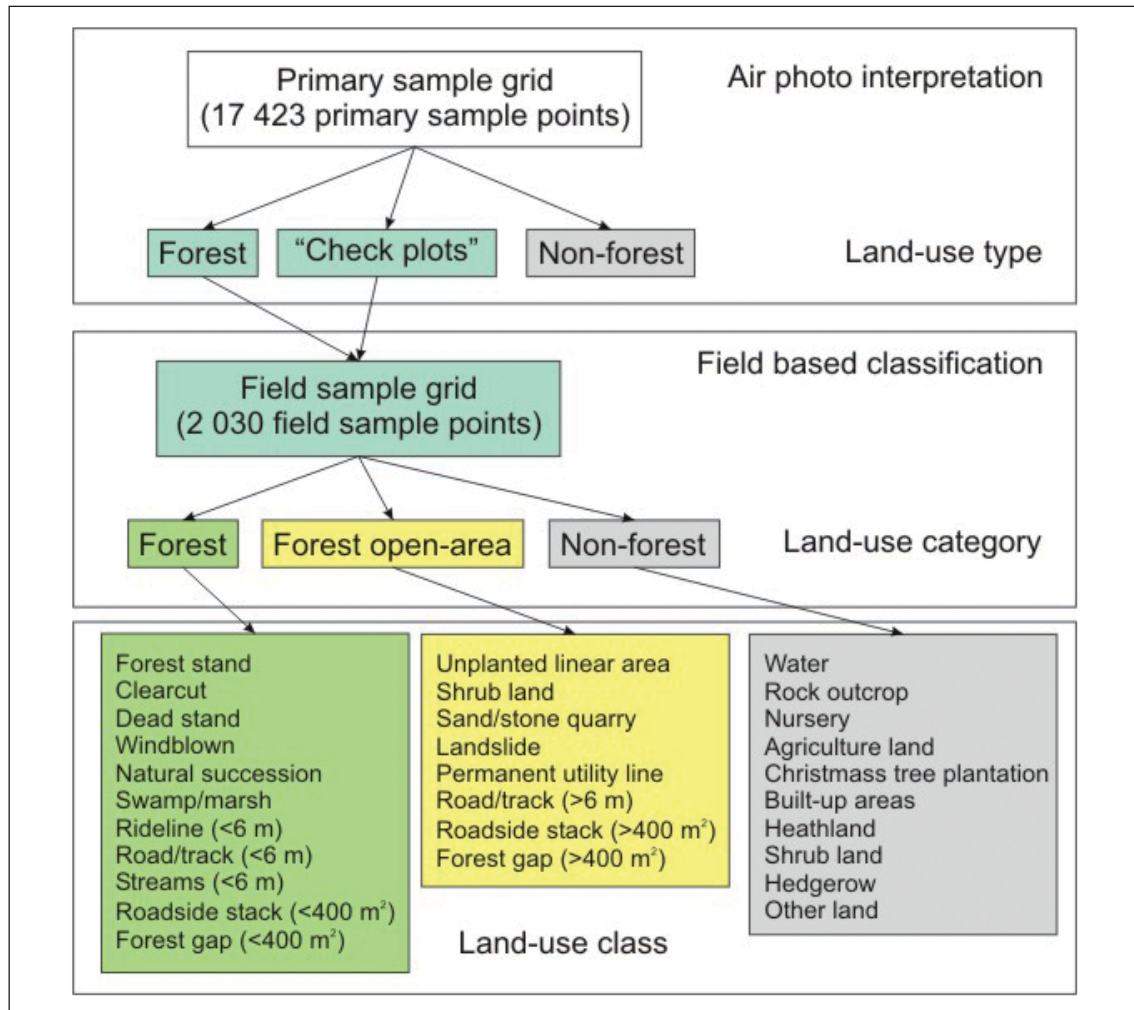 Primary sample grid
(17 423 primary sample points)
Air photo interpretation
Forest
“Check plots”
Non-forest
Land-use type
Field sample grid
(2 030 field sample points)
Field based classification
Forest
Forest open-area
Non-forest
Land-use category
Forest stand
Clearcut
Dead stand
Windblown
Natural succession
Swamp/marsh
Rideline (<6 m)
Road/track (<6 m)
Streams (<6 m)
Roadside stack (<400 m²)
Forest gap (<400 m²)
Unplanted linear area
Shrub land
Sand/stone quarry
Landslide
Permanent utility line
Road/track (>6 m)
Roadside stack (>400 m²)
Forest gap (>400 m²)
Water
Rock outcrop
Nursery
Agriculture land
Christmass tree plantation
Built-up areas
Heathland
Shrub land
Hedgerow
Other land
Land-use class